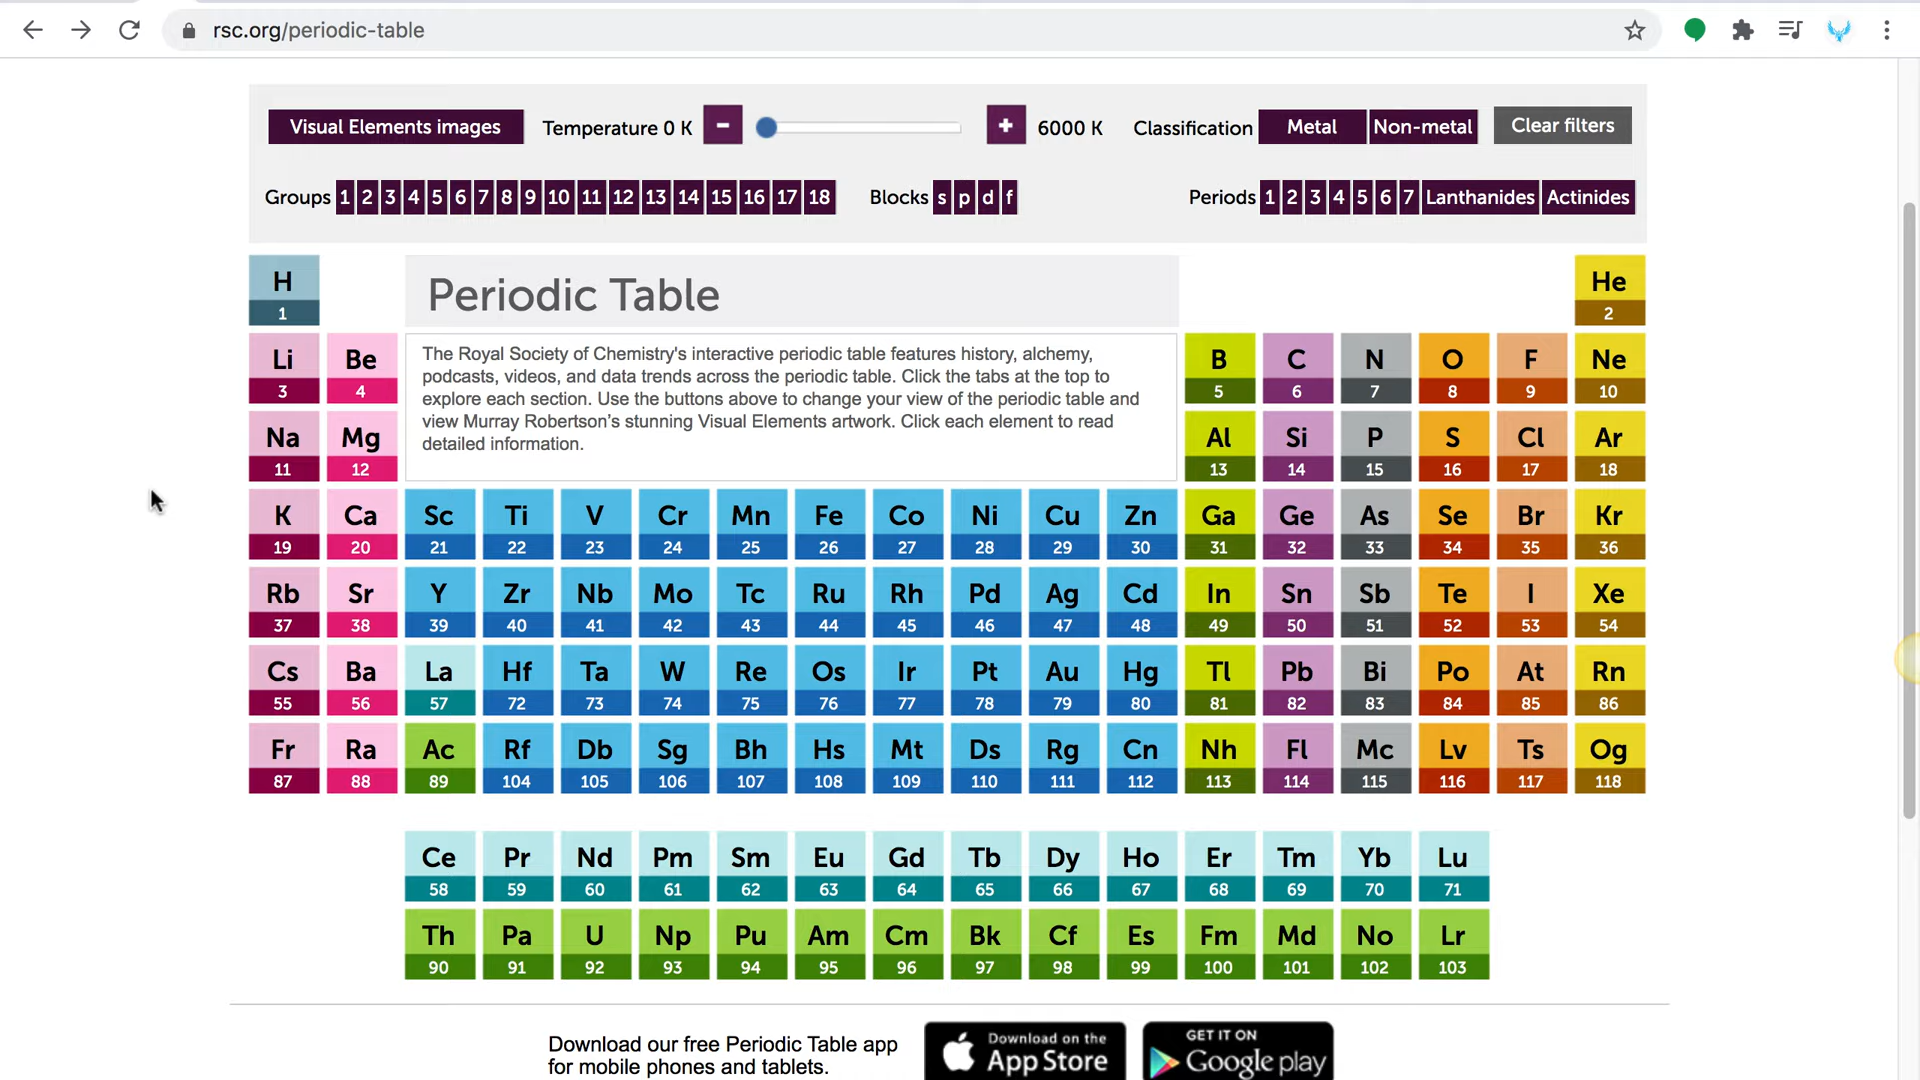 rsc.org/periodic-table
Visual Elements images Temperature 0 K - + 6000 K Classification Metal Non-metal Clear filters
Groups 1 2 3 4 5 6 7 8 9 10 11 12 13 14 15 16 17 18 Blocks s p d f Periods 1 2 3 4 5 6 7 Lanthanides Actinides
H Periodic Table He
1 2
The Royal Society of Chemistry's interactive periodic table features history, alchemy,
podcasts, videos, and data trends across the periodic table. Click the tabs at the top to
explore each section. Use the buttons above to change your view of the periodic table and
view Murray Robertson’s stunning Visual Elements artwork. Click each element to read
detailed information.
Li Be B C N O F Ne
3 4 5 6 7 8 9 10
Na Mg Al Si P S Cl Ar
11 12 13 14 15 16 17 18
K Ca Sc Ti V Cr Mn Fe Co Ni Cu Zn Ga Ge As Se Br Kr
19 20 21 22 23 24 25 26 27 28 29 30 31 32 33 34 35 36
Rb Sr Y Zr Nb Mo Tc Ru Rh Pd Ag Cd In Sn Sb Te I Xe
37 38 39 40 41 42 43 44 45 46 47 48 49 50 51 52 53 54
Cs Ba La Hf Ta W Re Os Ir Pt Au Hg Tl Pb Bi Po At Rn
55 56 57 72 73 74 75 76 77 78 79 80 81 82 83 84 85 86
Fr Ra Ac Rf Db Sg Bh Hs Mt Ds Rg Cn Nh Fl Mc Lv Ts Og
87 88 89 104 105 106 107 108 109 110 111 112 113 114 115 116 117 118
Ce Pr Nd Pm Sm Eu Gd Tb Dy Ho Er Tm Yb Lu
58 59 60 61 62 63 64 65 66 67 68 69 70 71
Th Pa U Np Pu Am Cm Bk Cf Es Fm Md No Lr
90 91 92 93 94 95 96 97 98 99 100 101 102 103
Download our free Periodic Table app
for mobile phones and tablets.
Download on the
App Store
GET IT ON
Google play